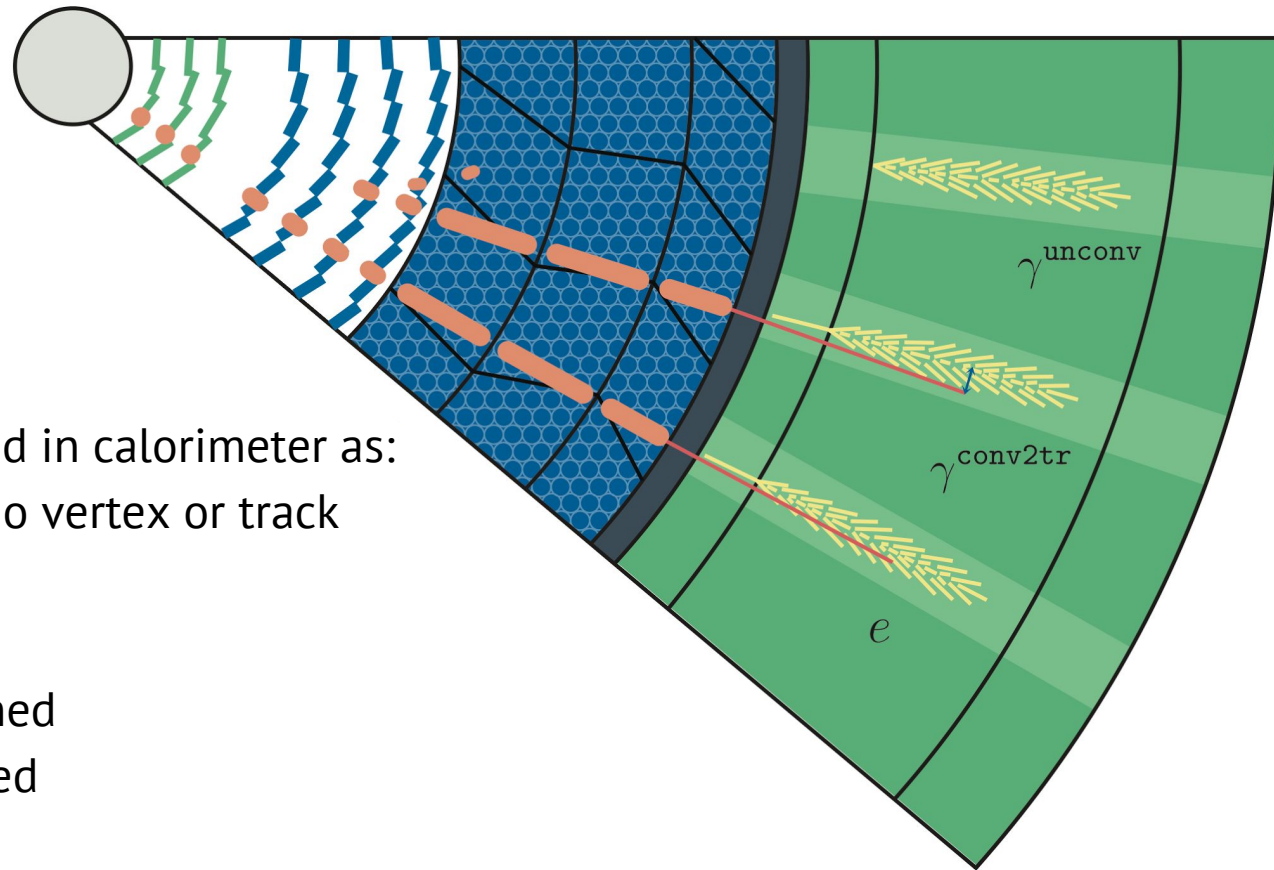 γunconv
d in calorimeter as:
γconv2tr
o vertex or track
e
ned
ed